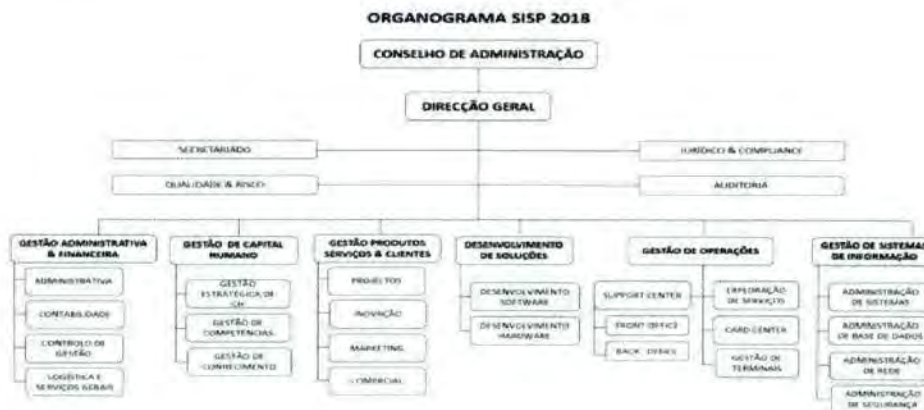 ORGANOGRAMA SISP 2018
CONSELHO DE ADMINISTRAÇÃO
DIRECÇÃO GERAL
SECRETARIADO
JURÍDICO & COMPLIANCE
QUALIDADE & RISCO
AUDITORIA
GESTÃO ADMINISTRATIVA
& FINANCEIRA
ADMINISTRATIVA
CONTABILIDADE
CONTROLO DE
GESTÃO
LOGÍSTICA E
SERVIÇOS GERAIS
GESTÃO DE CAPITAL
HUMANO
GESTÃO
ESTRATÉGICA DE
CH
GESTÃO DE
COMPETÊNCIAS
GESTÃO DE
CONHECIMENTO
GESTÃO PRODUTOS
SERVIÇOS & CLIENTES
PROJETOS
INOVAÇÃO
MARKETING
COMERCIAL
DESENVOLVIMENTO
DE SOLUÇÕES
DESENVOLVIMENTO
SOFTWARE
DESENVOLVIMENTO
HARDWARE
GESTÃO DE OPERAÇÕES
SUPPORT CENTER
FRONT OFFICE
BACK OFFICE
EXPLORAÇÃO
DE SERVIÇOS
CARD CENTER
GESTÃO DE
TERMINAIS
GESTÃO DE SISTEMAS
DE INFORMAÇÃO
ADMINISTRAÇÃO
DE SISTEMAS
ADMINISTRAÇÃO
DE BASE DE DADOS
ADMINISTRAÇÃO
DE REDE
ADMINISTRAÇÃO
DE SEGURANÇA